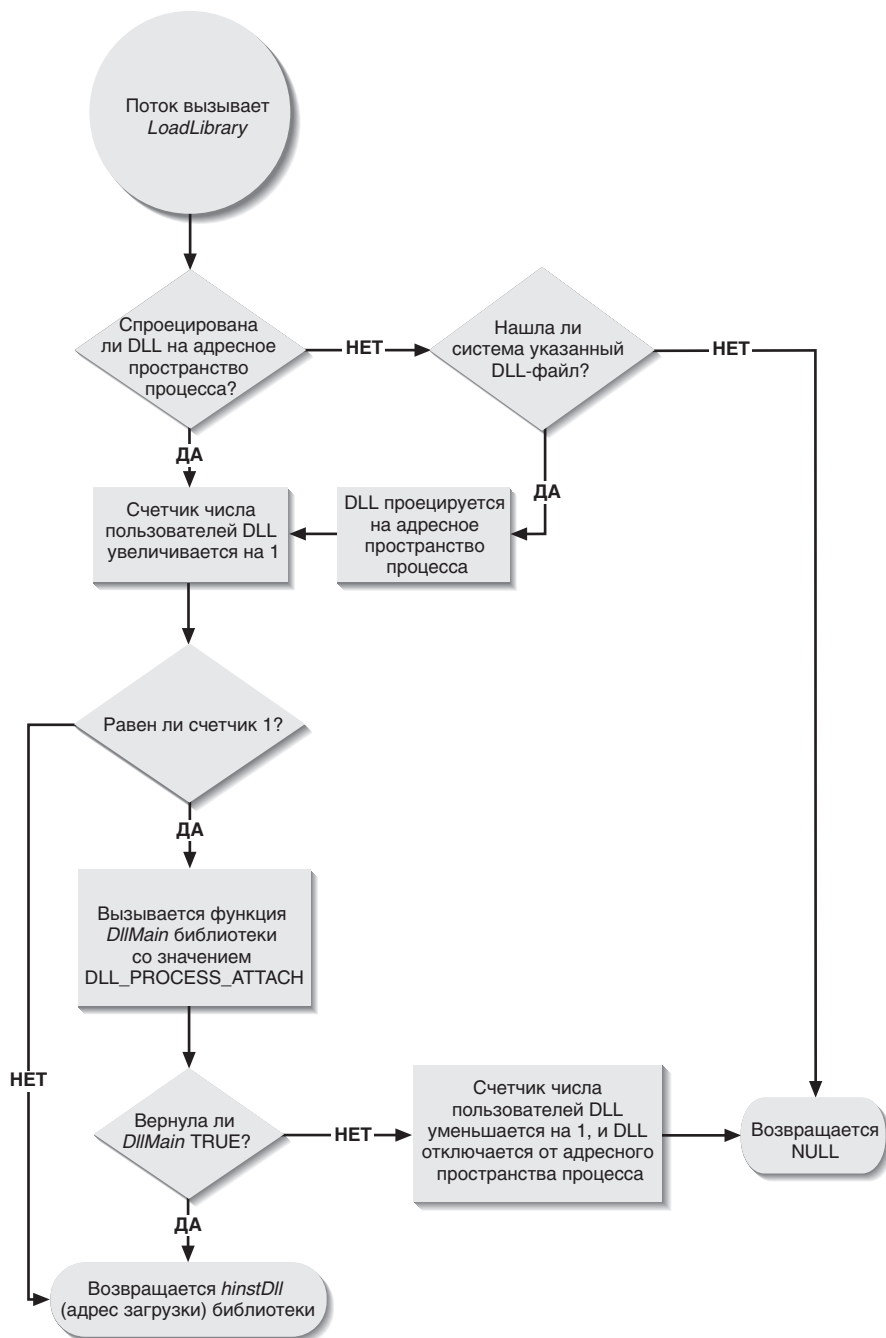 Поток вызывает
LoadLibrary
Спроецирована
ли DLL на адресное
пространство
процесса?
НЕТ
Нашла ли
система указанный
DLL-файл?
НЕТ
ДА
ДА
Счетчик числа
пользователей DLL
увеличивается на 1
DLL проецируется
на адресное
пространство
процесса
Равен ли счетчик 1?
ДА
Вызывается функция
DllMain библиотеки
со значением
DLL_PROCESS_ATTACH
НЕТ
Вернула ли
DllMain TRUE?
НЕТ
Счетчик числа
пользователей DLL
уменьшается на 1, и DLL
отключается от адресного
пространства процесса
Возвращается
NULL
ДА
Возвращается hinstDll
(адрес загрузки) библиотеки